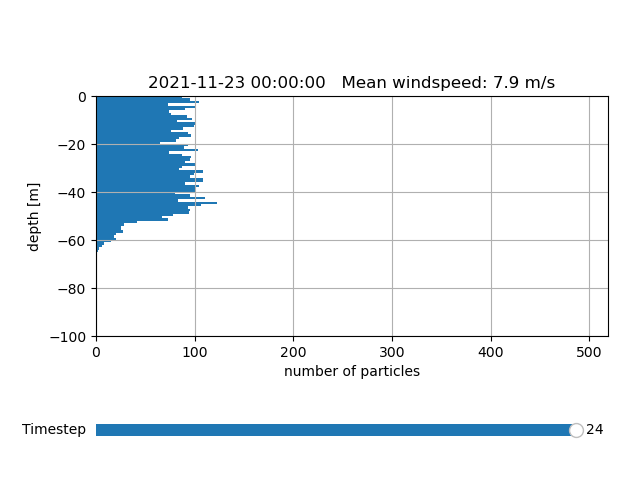 2021-11-23 00:00:00   Mean windspeed: 7.9 m/s
depth [m]
0
−20
−40
−60
−80
−100
0 100 200 300 400 500
number of particles
Timestep 24